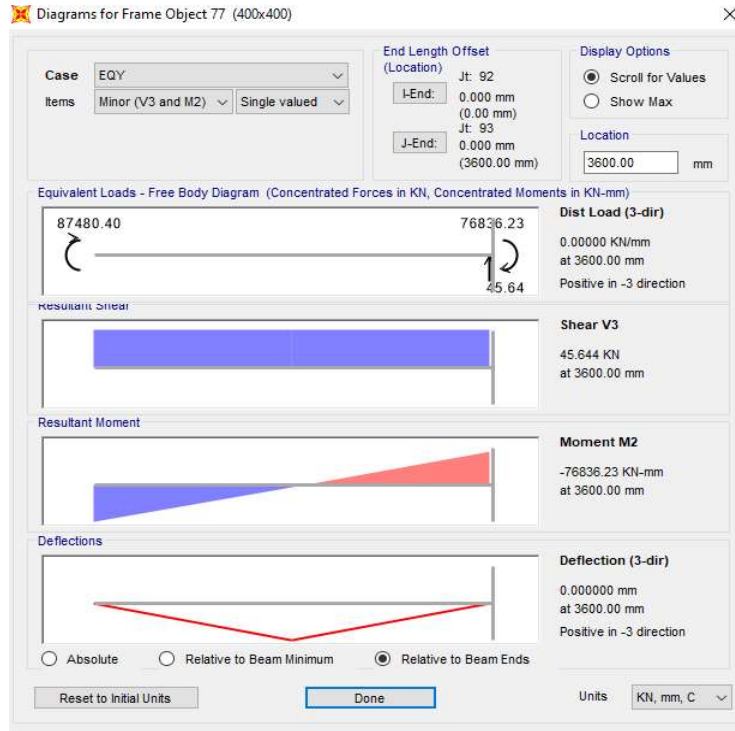 Diagrams for Frame Object 77 (400x400)
Case EQY
Items Minor (V3 and M2) Single valued
End Length Offset
(Location)
Jt: 92
I-End: 0.000 mm
(0.00 mm)
Jt: 93
J-End: 0.000 mm
(3600.00 mm)
Display Options
Scroll for Values
Show Max
Location
3600.00 mm
Equivalent Loads - Free Body Diagram (Concentrated Forces in KN, Concentrated Moments in KN-mm)
87480.40 76836.23
45.64
Dist Load (3-dir)
0.00000 KN/mm
at 3600.00 mm
Positive in -3 direction
Resultant Shear
Shear V3
45.644 KN
at 3600.00 mm
Resultant Moment
Moment M2
-76836.23 KN-mm
at 3600.00 mm
Deflections
Deflection (3-dir)
0.000000 mm
at 3600.00 mm
Positive in -3 direction
Absolute Relative to Beam Minimum Relative to Beam Ends
Reset to Initial Units Done Units KN, mm, C